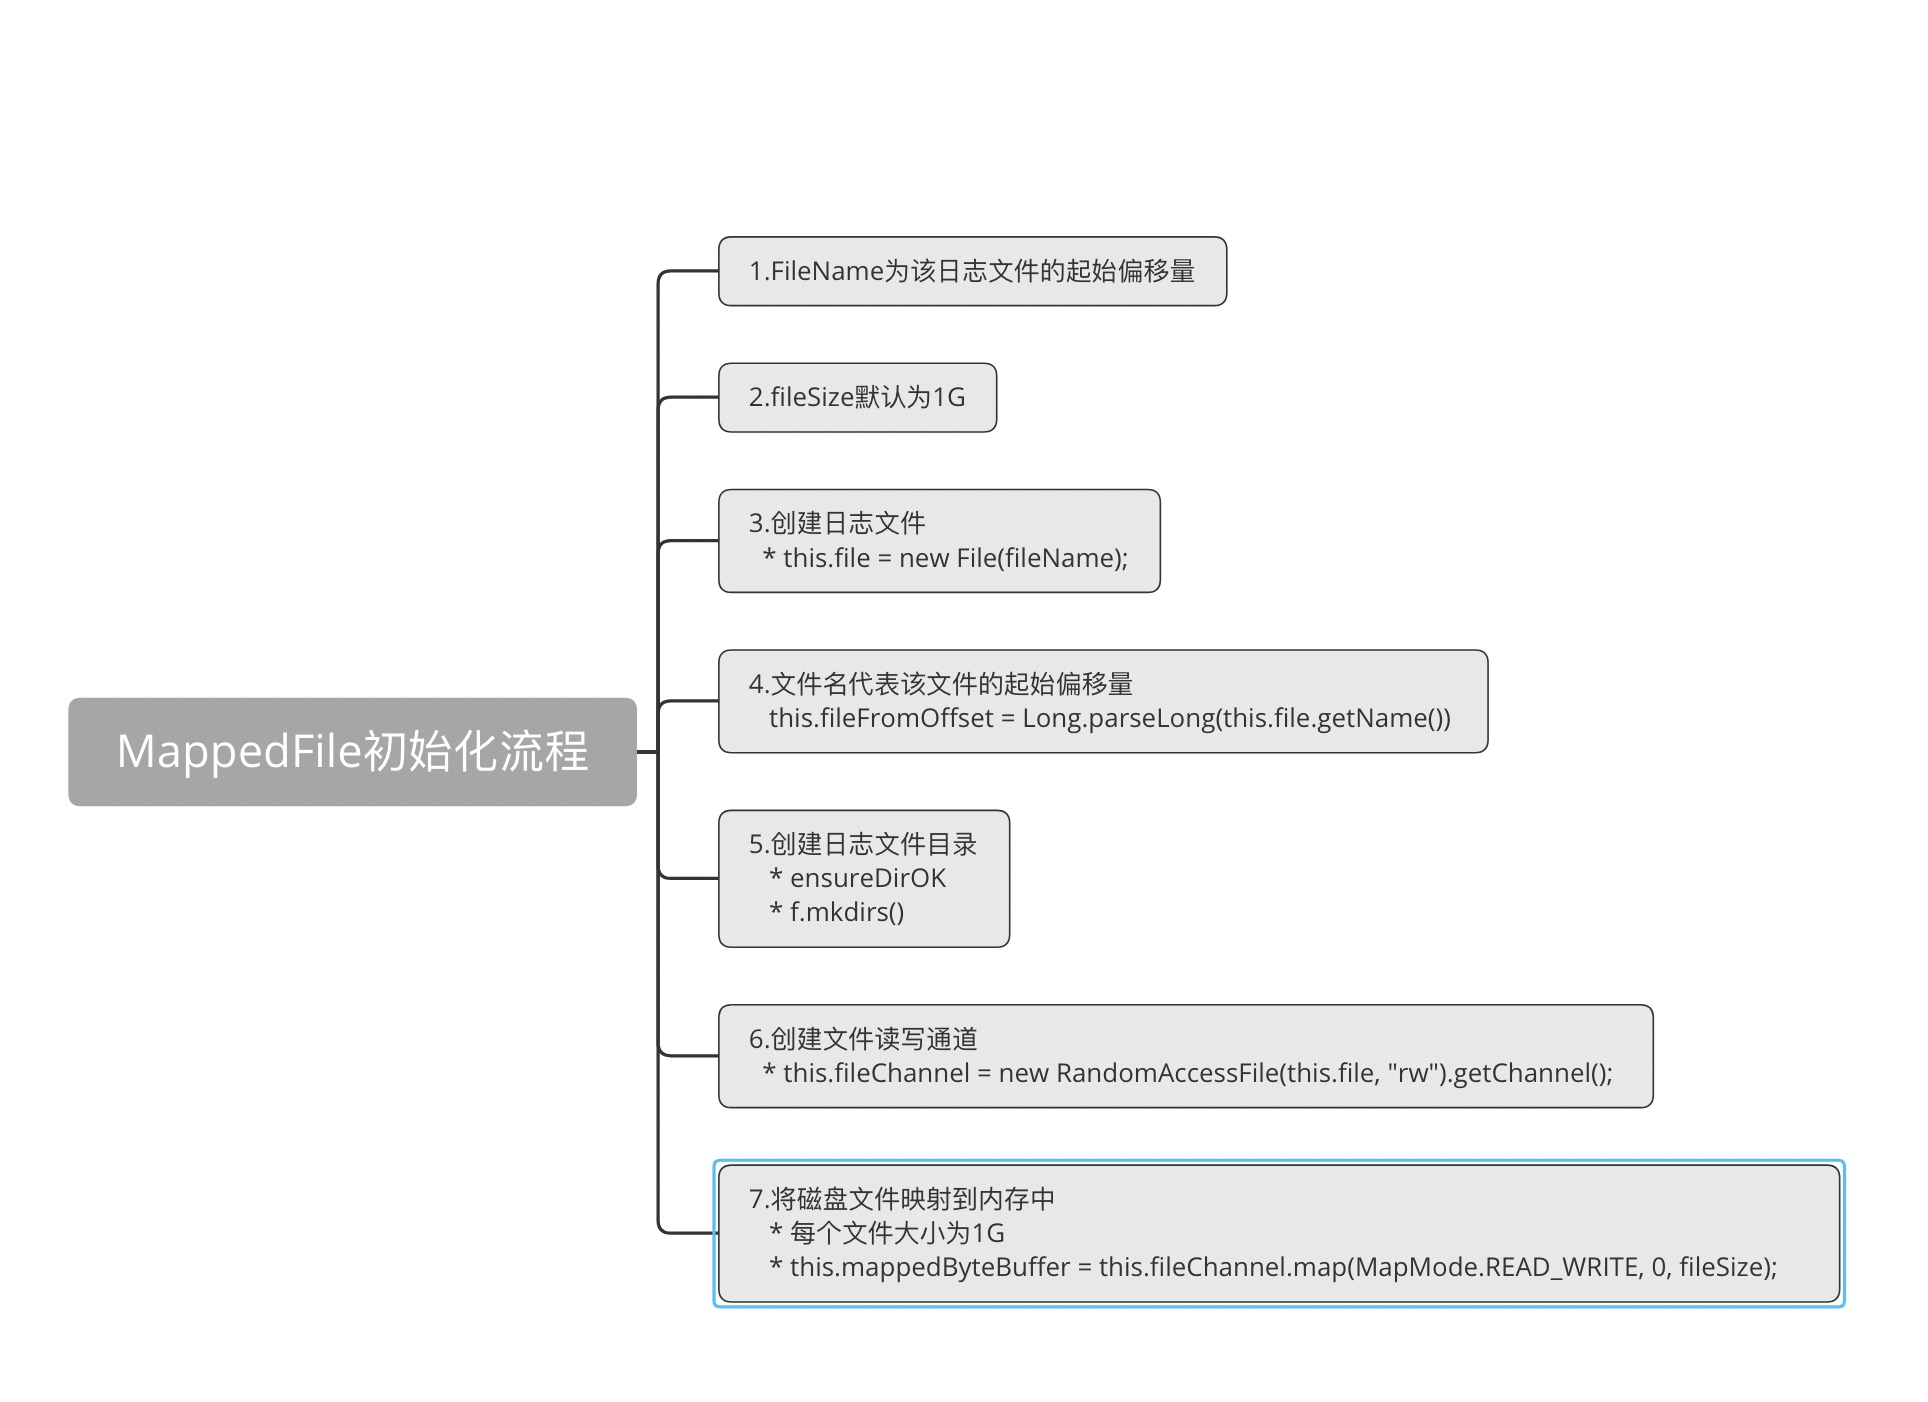 MappedFile初始化流程
1.FileName为该日志文件的起始偏移量
2.fileSize默认为1G
3.创建日志文件
* this.file = new File(fileName);
4.文件名代表该文件的起始偏移量
this.fileFromOffset = Long.parseLong(this.file.getName())
5.创建日志文件目录
* ensureDirOK
* f.mkdirs()
6.创建文件读写通道
* this.fileChannel = new RandomAccessFile(this.file, "rw").getChannel();
7.将磁盘文件映射到内存中
* 每个文件大小为1G
* this.mappedByteBuffer = this.fileChannel.map(MapMode.READ_WRITE, 0, fileSize);